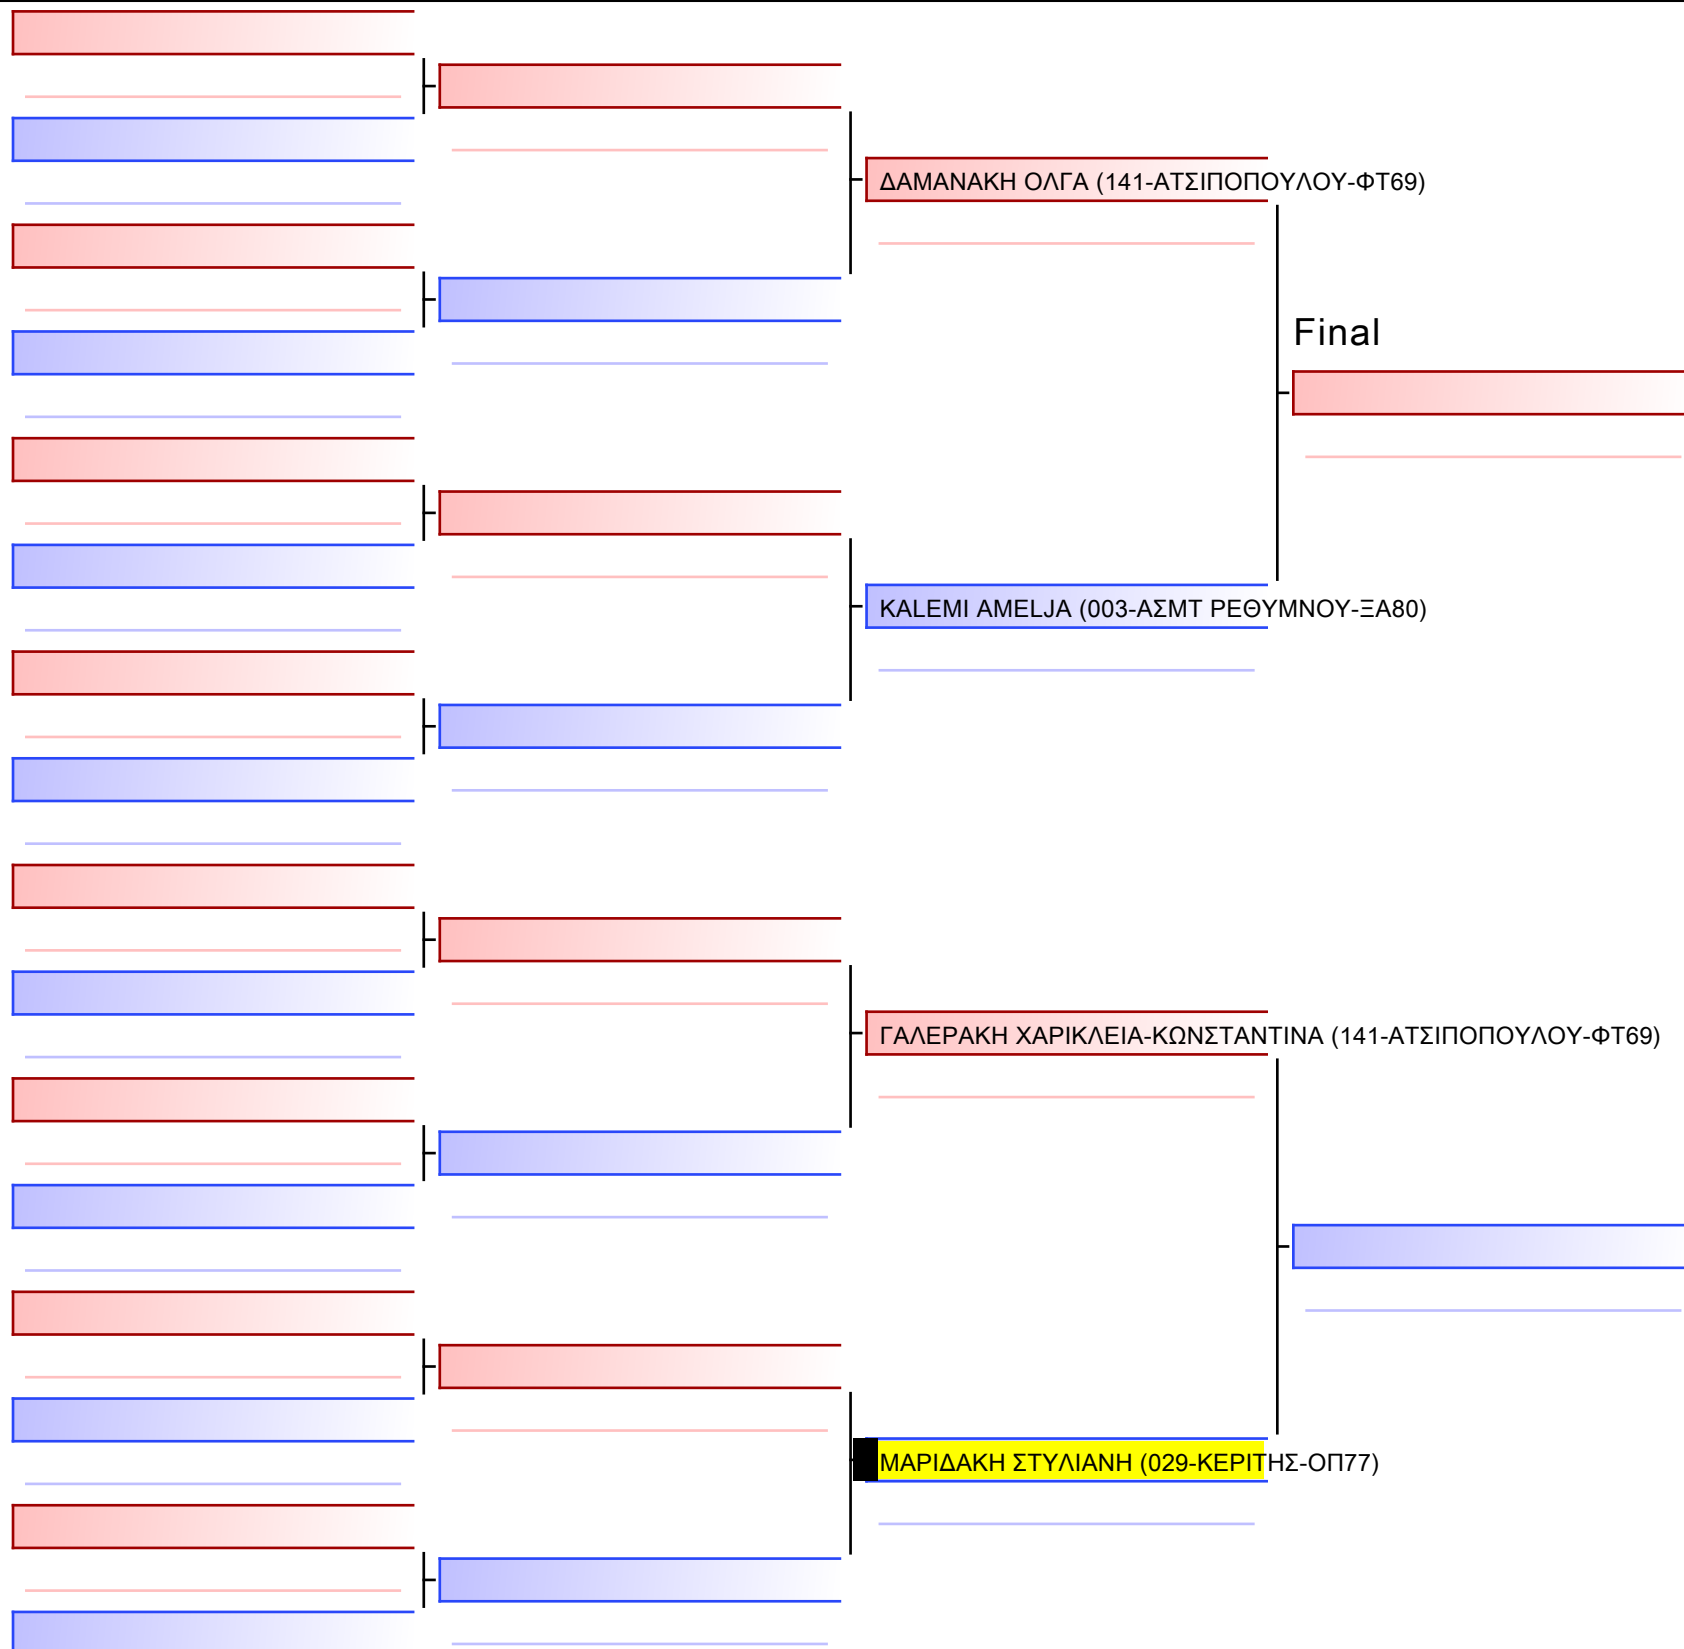 ΔΑΜΑΝΑΚΗ ΟΛΓΑ (141-ΑΤΣΙΠΟΠΟΥΛΟΥ-ΦΤ69)
Final
KALEMI AMELJA (003-ΑΣΜΤ ΡΕΘΥΜΝΟΥ-ΞΑ80)
ΓΑΛΕΡΑΚΗ ΧΑΡΙΚΛΕΙΑ-ΚΩΝΣΤΑΝΤΙΝΑ (141-ΑΤΣΙΠΟΠΟΥΛΟΥ-ΦΤ69)
ΜΑΡΙΔΑΚΗ ΣΤΥΛΙΑΝΗ (029-ΚΕΡΙΤΗΣ-ΟΠ77)